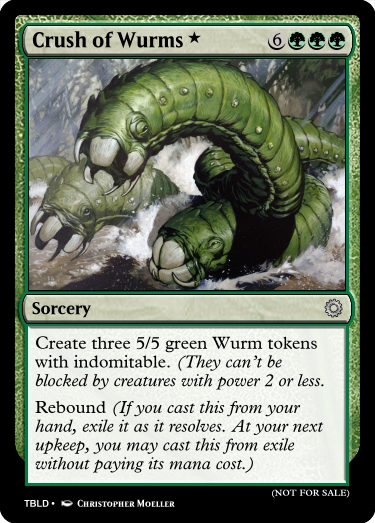 Crush of Wurms ★ 6
Sorcery
Create three 5/5 green Wurm tokens
with indomitable. (They can't be
blocked by creatures with power 2 or less.
Rebound (If you cast this from your
hand, exile it as it resolves. At your next
upkeep, you may cast this from exile
without paying its mana cost.)
(NOT FOR SALE)
TBLD • Christopher Moeller